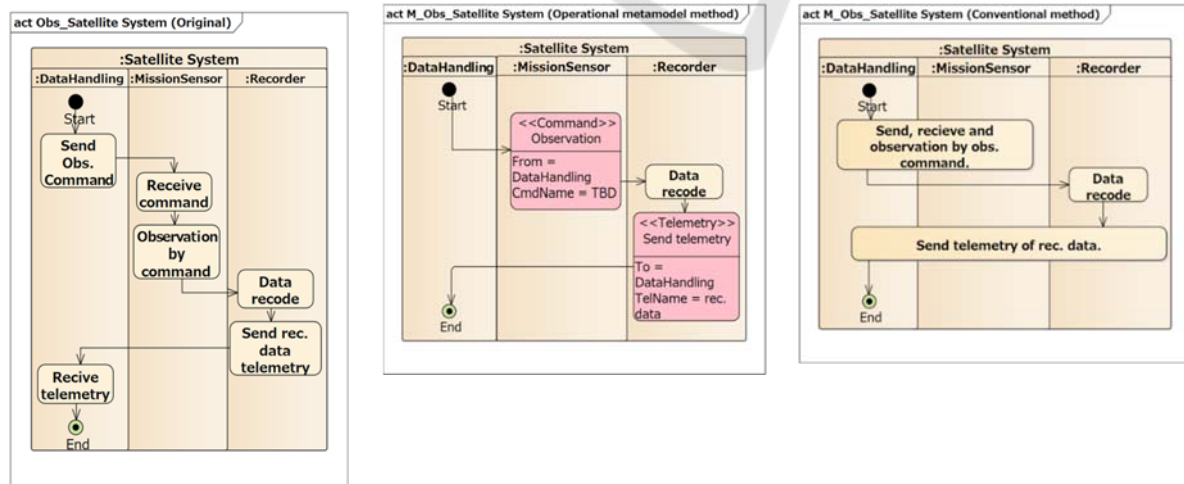 act Obs_Satellite System (Original)
:Satellite System
:DataHandling
:MissionSensor
:Recorder
Start
Send
Obs.
Command
Receive
command
Observation
by
command
Data
recode
Send rec.
data
telemetry
Recive
telemetry
End
act M_Obs_Satellite System (Operational metamodel method)
:Satellite System
:DataHandling
:MissionSensor
:Recorder
Start
<<Command>>
Observation
From =
DataHandling
CmdName = TBD
Data
recode
<<Telemetry>>
Send telemetry
To =
DataHandling
TelName = rec.
data
End
act M_Obs_Satellite System (Conventional method)
:Satellite System
:DataHandling
:MissionSensor
:Recorder
Start
Send, recieve and
observation by obs.
command.
Data
recode
Send telemetry of rec. data.
End